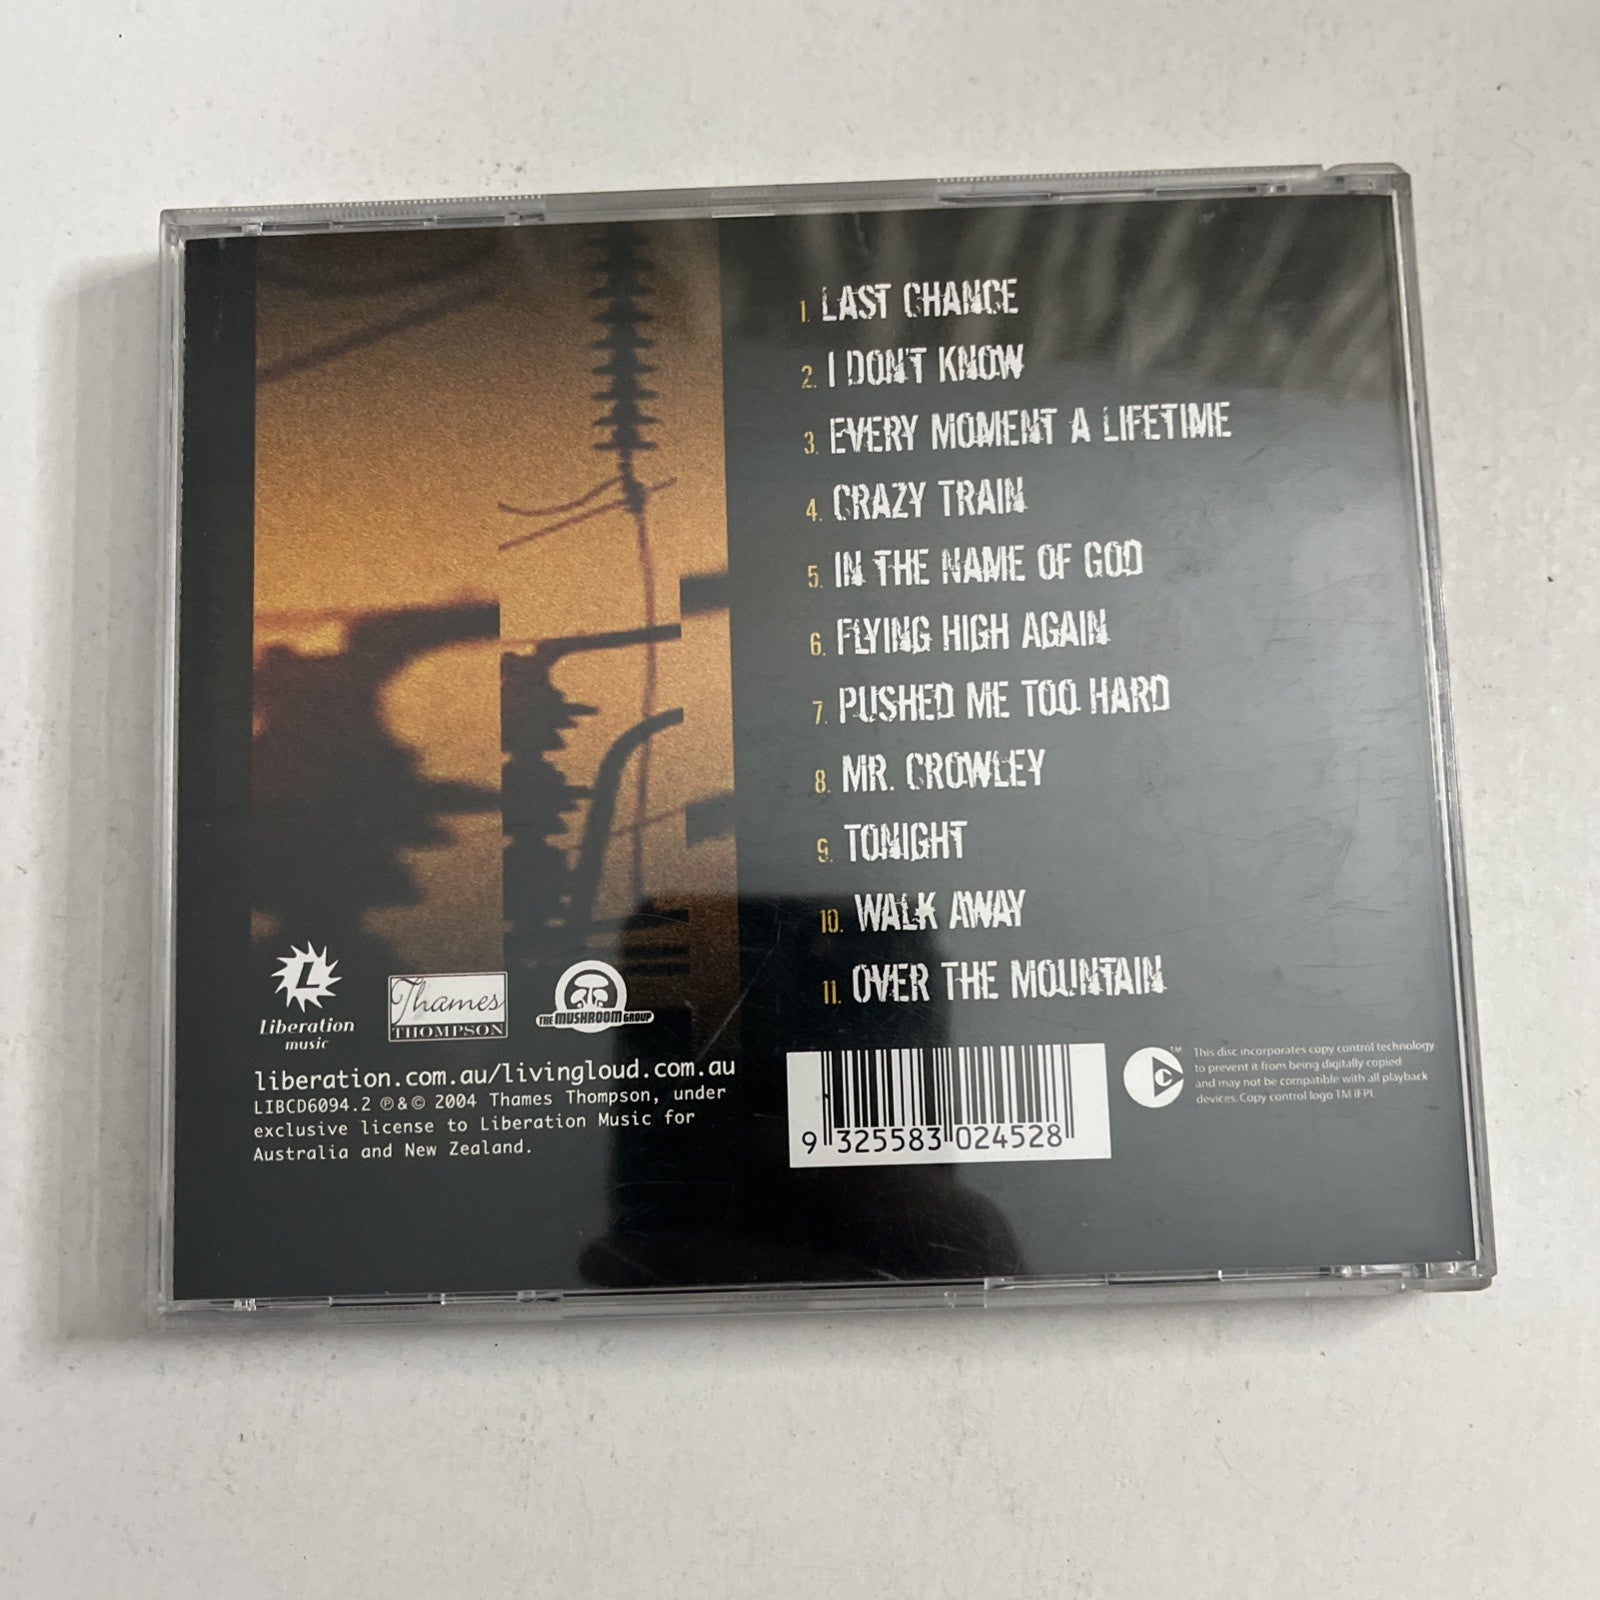 1. LAST CHANCE
2. I DON'T KNOW
3. EVERY MOMENT A LIFETIME
4. CRAZY TRAIN
5. IN THE NAME OF GOD
6. FLYING HIGH AGAIN
7. PUSHED ME TOO HARD
8. MR. CROWLEY
9. TONIGHT
10. WALK AWAY
11. OVER THE MOUNTAIN
L
Liberation
music
Thames
THOMPSON
THE MUSHROOM GROUP
liberation.com.au/livingloud.com.au
LIBCD6094.2 ℗&© 2004 Thames Thompson, under
exclusive license to Liberation Music for
Australia and New Zealand.
9 325583 024528
C
TM
This disc incorporates copy control technology
to prevent it from being digitally copied
and may not be compatible with all playback
devices. Copy control logo TM IFPI.